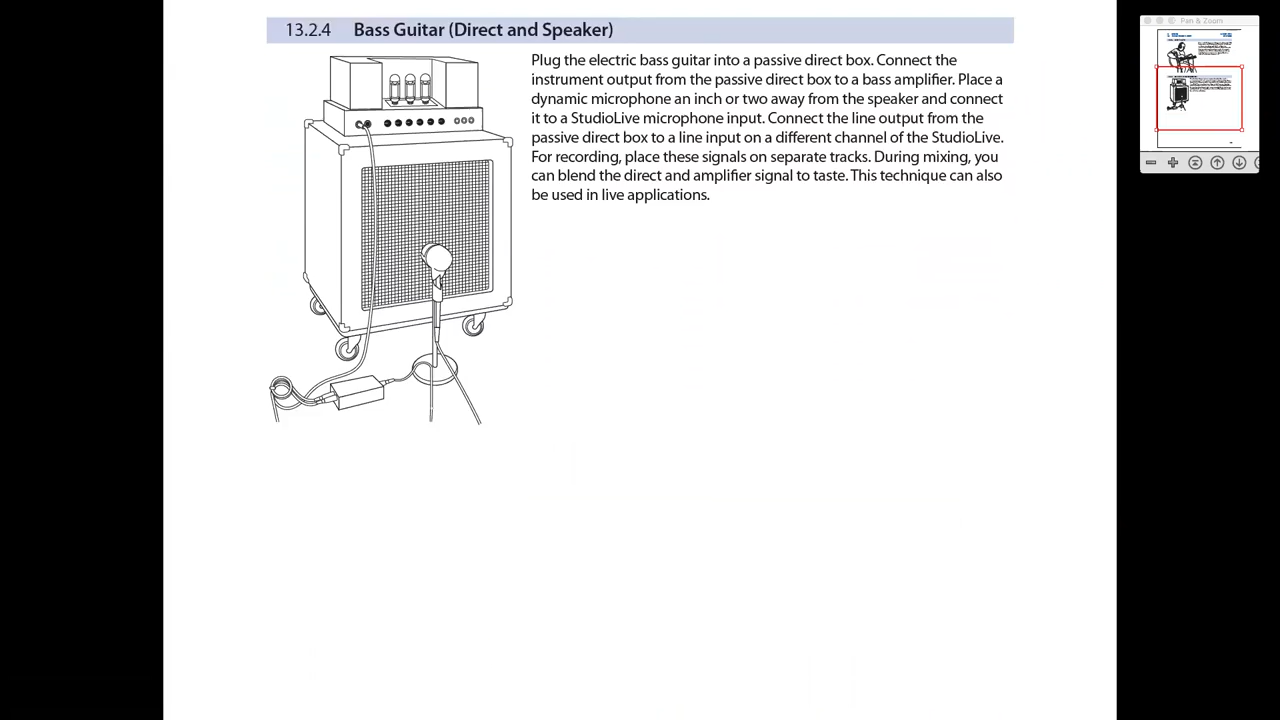 13.2.4 Bass Guitar (Direct and Speaker)
Plug the electric bass guitar into a passive direct box. Connect the
instrument output from the passive direct box to a bass amplifier. Place a
dynamic microphone an inch or two away from the speaker and connect
it to a StudioLive microphone input. Connect the line output from the
passive direct box to a line input on a different channel of the StudioLive.
For recording, place these signals on separate tracks. During mixing, you
can blend the direct and amplifier signal to taste. This technique can also
be used in live applications.
Pan & Zoom